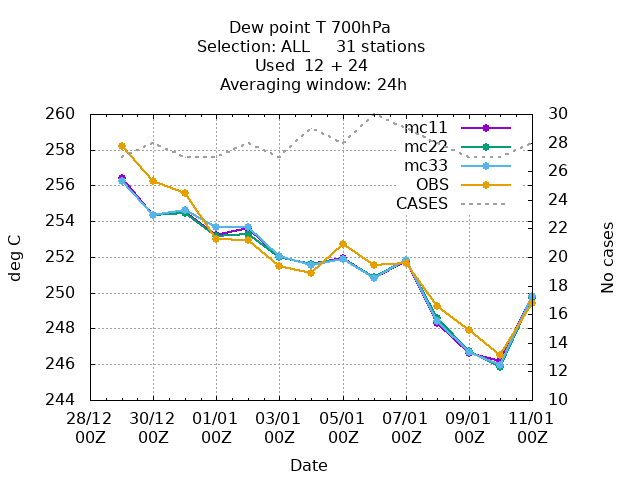 Dew point T 700hPa
Selection: ALL     31 stations
Used  12 + 24
Averaging window: 24h
260
258
256
254
252
250
248
246
244
deg C
30
28
26
24
22
20
18
16
14
12
10
No cases
mc11
mc22
mc33
OBS
CASES
28/12 30/12 01/01 03/01 05/01 07/01 09/01 11/01
00Z 00Z 00Z 00Z 00Z 00Z 00Z 00Z
Date